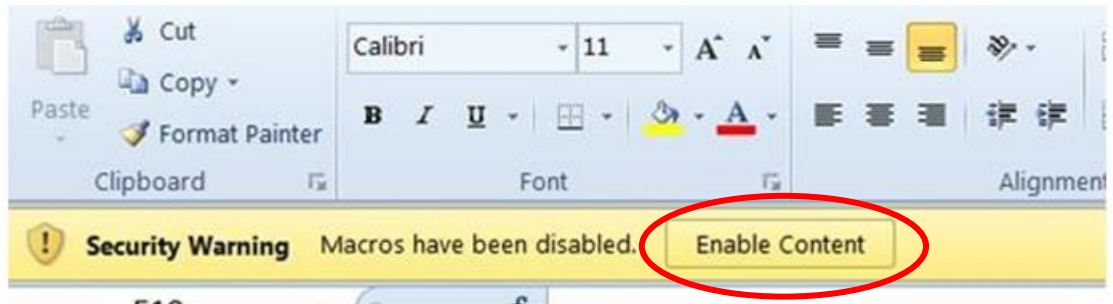 Cut
Calibri 11 A A
Copy
Paste
B I U A
Format Painter
Clipboard Font Alignment
! Security Warning Macros have been disabled. Enable Content